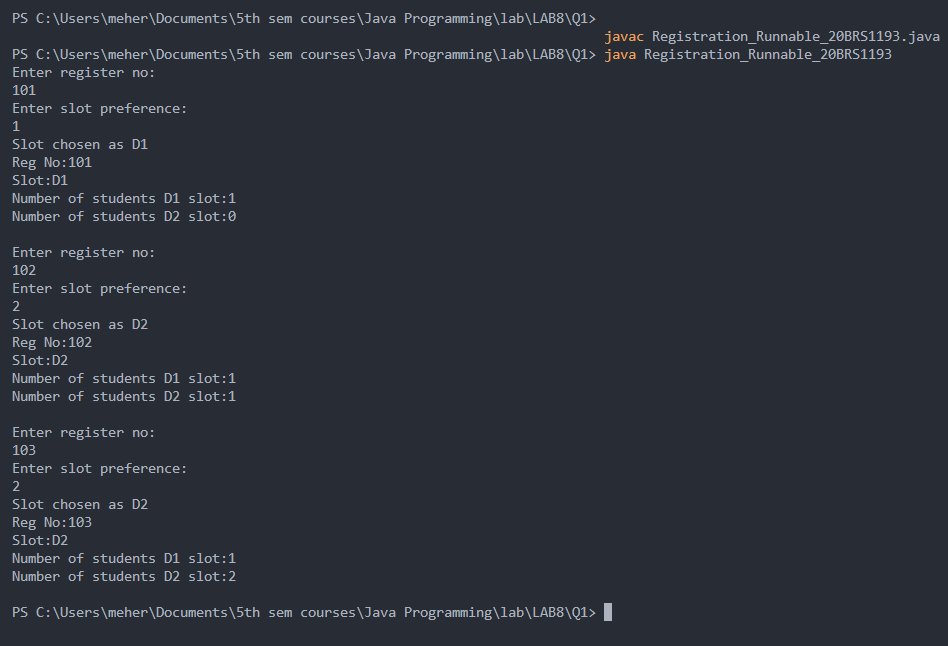 PS C:\Users\meher\Documents\5th sem courses\Java Programming\lab\LAB8\Q1>
javac Registration_Runnable_20BRS1193.java
PS C:\Users\meher\Documents\5th sem courses\Java Programming\lab\LAB8\Q1> java Registration_Runnable_20BRS1193
Enter register no:
101
Enter slot preference:
1
Slot chosen as D1
Reg No:101
Slot:D1
Number of students D1 slot:1
Number of students D2 slot:0

Enter register no:
102
Enter slot preference:
2
Slot chosen as D2
Reg No:102
Slot:D2
Number of students D1 slot:1
Number of students D2 slot:1

Enter register no:
103
Enter slot preference:
2
Slot chosen as D2
Reg No:103
Slot:D2
Number of students D1 slot:1
Number of students D2 slot:2

PS C:\Users\meher\Documents\5th sem courses\Java Programming\lab\LAB8\Q1>